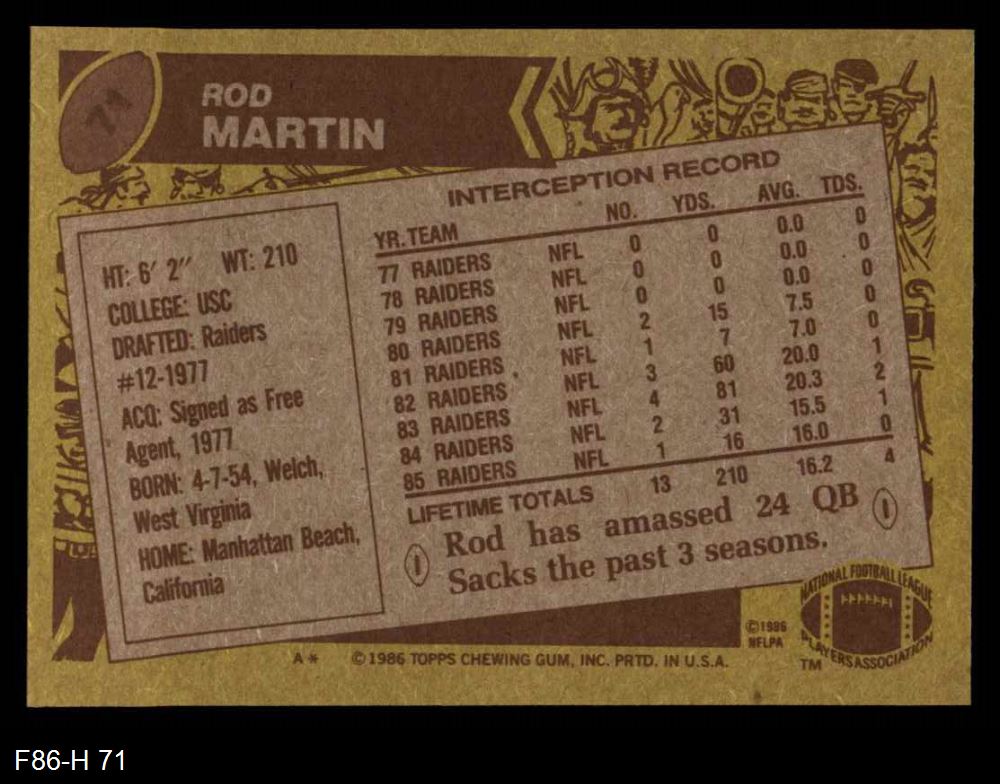 71
ROD
MARTIN
HT: 6′ 2″ WT: 210
COLLEGE: USC
DRAFTED: Raiders
#12-1977
ACQ: Signed as Free
Agent, 1977
BORN: 4-7-54, Welch,
West Virginia
HOME: Manhattan Beach,
California
INTERCEPTION RECORD
YR. TEAM NO. YDS. AVG. TDS.
77 RAIDERS NFL 0 0 0.0 0
78 RAIDERS NFL 0 0 0.0 0
79 RAIDERS NFL 0 0 0.0 0
80 RAIDERS NFL 2 15 7.5 0
81 RAIDERS NFL 1 7 7.0 0
82 RAIDERS NFL 3 60 20.0 1
83 RAIDERS NFL 4 81 20.3 2
84 RAIDERS NFL 2 31 15.5 1
85 RAIDERS NFL 1 16 16.0 0
LIFETIME TOTALS 13 210 16.2 4
Rod has amassed 24 QB
Sacks the past 3 seasons.
NATIONAL FOOTBALL LEAGUE
PLAYERS ASSOCIATION
TM
©1986
NFLPA
A* ©1986 TOPPS CHEWING GUM, INC. PRTD. IN U.S.A.
F86-H 71